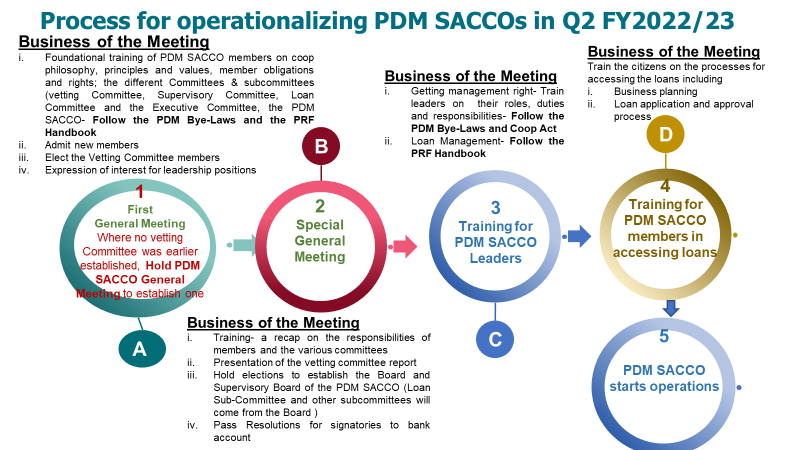 Process for operationalizing PDM SACCOs in Q2 FY2022/23
Business of the Meeting
i. Foundational training of PDM SACCO members on coop
philosophy, principles and values, member obligations
and rights; the different Committees & subcommittees
(vetting Committee, Supervisory Committee, Loan
Committee and the Executive Committee, the PDM
SACCO- Follow the PDM Bye-Laws and the PRF
Handbook
ii. Admit new members
iii. Elect the Vetting Committee members
iv. Expression of interest for leadership positions
Business of the Meeting
i. Getting management right- Train
leaders on their roles, duties
and responsibilities- Follow the
PDM Bye-Laws and Coop Act
ii. Loan Management- Follow the
PRF Handbook
Business of the Meeting
Train the citizens on the processes for
accessing the loans including
i. Business planning
ii. Loan application and approval
process
B
D
1
First
General Meeting
Where no vetting
Committee was earlier
established, Hold PDM
SACCO General
Meeting to establish one
2
Special
General
Meeting
3
Training for
PDM SACCO
Leaders
4
Training for
PDM SACCO
members in
accessing loans
A
C
Business of the Meeting
i. Training- a recap on the responsibilities of
members and the various committees
ii. Presentation of the vetting committee report
iii. Hold elections to establish the Board and
Supervisory Board of the PDM SACCO (Loan
Sub-Committee and other subcommittees will
come from the Board )
iv. Pass Resolutions for signatories to bank
account
5
PDM SACCO
starts operations